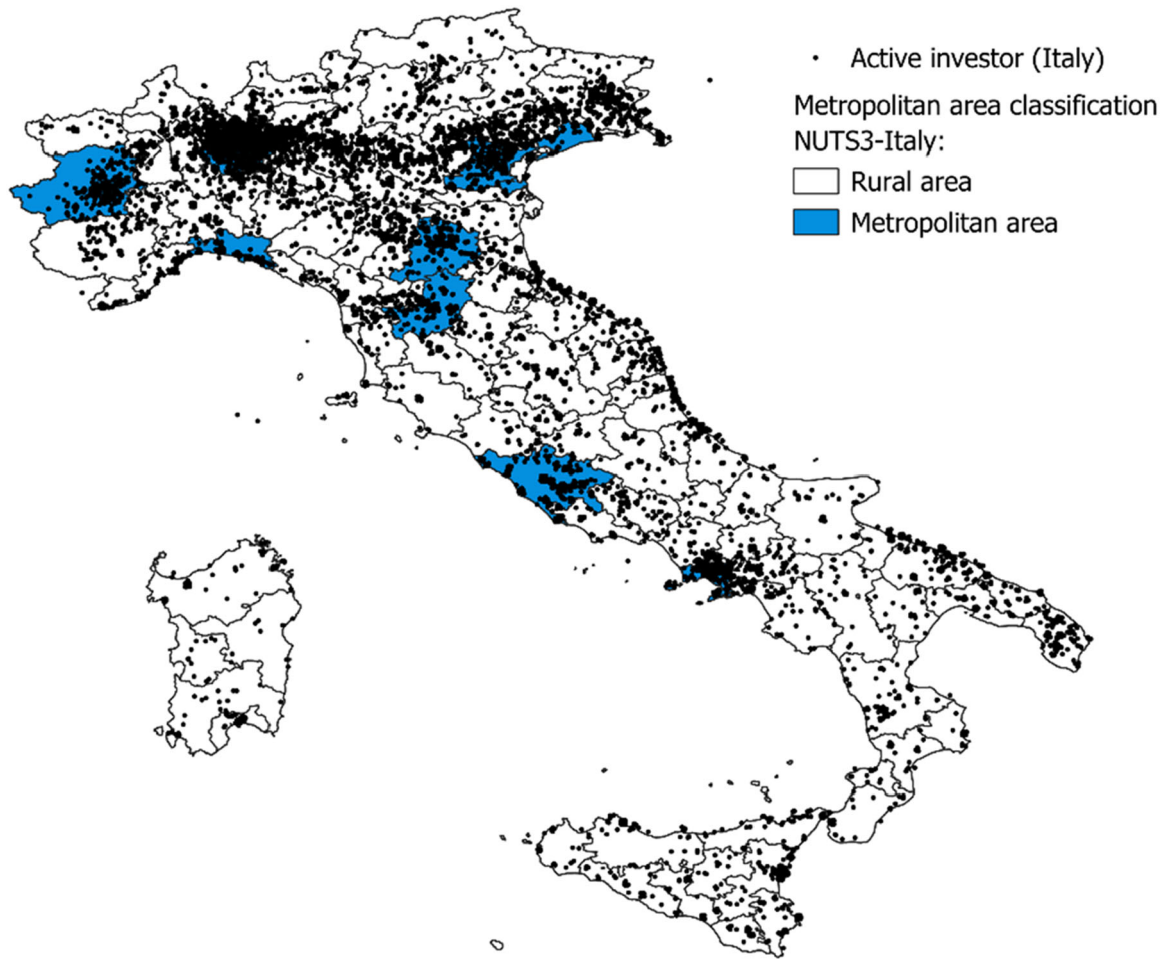 Active investor (Italy)
Metropolitan area classification
NUTS3-Italy:
Rural area
Metropolitan area